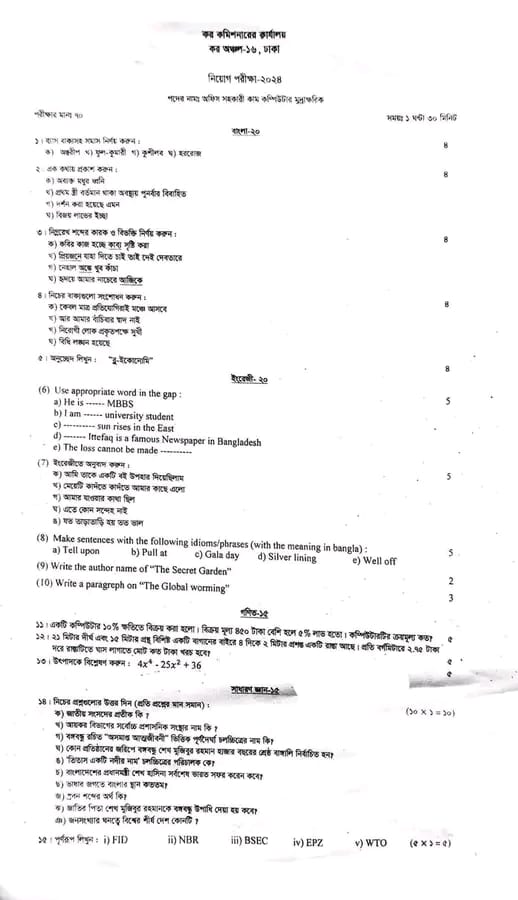 কর কমিশনারের কার্যালয়
কর অঞ্চল-১৬, ঢাকা
নিয়োগ পরীক্ষা-২০২৪
পদের নামঃ অফিস সহকারী কাম কম্পিউটার মুদ্রাক্ষরিক
পরীক্ষার মানঃ ৭০ সময়ঃ ১ ঘন্টা ৩০ মিনিট
বাংলা-২০
১। ব্যাস বাক্যসহ সমাস নির্ণয় করুন : ৪
ক) অন্তরীপ খ) ফুল-কুমারী গ) কুশীলব ঘ) হররোজ
২. এক কথায় প্রকাশ করুন : ৪
ক) অব্যক্ত মধুর ধ্বনি
খ) প্রথম স্ত্রী বর্তমান থাকা অবস্থায় পুনর্বার বিবাহিত
গ) দর্শন করা হয়েছে এমন
ঘ) বিজয় লাভের ইচ্ছা
৩। নিম্নরেখ শব্দের কারক ও বিভক্তি নির্ণয় করুন : ৪
ক) কবির কাজ হচ্ছে কাব্য সৃষ্টি করা
খ) প্রিয়জনে যাহা দিতে চাই তাই দেই দেবতারে
গ) নেহাল অঙ্কে খুব কাঁচা
ঘ) হৃদয়ে আমার নাচেরে আজিকে
৪। নিচের বাক্যগুলো সংশোধন করুন : ৪
ক) কেবল মাত্র প্রতিযোগিরাই মঞ্চে আসবে
খ) আর আমার বাঁচিবার স্বাদ নাই
গ) নিরোগী লোক প্রকৃতপক্ষে সুখী
ঘ) বিধি লঙ্ঘন হয়েছে
৫। অনুচ্ছেদ লিখুন : "ব্লু-ইকোনোমি" ৪
ইংরেজী- ২০
(6) Use appropriate word in the gap : 5
a) He is ------ MBBS
b) I am ------ university student
c) ---------- sun rises in the East
d) ------- Ittefaq is a famous Newspaper in Bangladesh
e) The loss cannot be made ----------
(7) ইংরেজীতে অনুবাদ করুন : 5
ক) আমি তাকে একটি বই উপহার দিয়েছিলাম
খ) মেয়েটি কাঁদতে কাঁদতে আমার কাছে এলো
গ) আমার যাওয়ার কথা ছিল
ঘ) এতে কোন সন্দেহ নাই
ঙ) যত তাড়াতাড়ি হয় তত ভাল
(8) Make sentences with the following idioms/phrases (with the meaning in bangla) : 5
a) Tell upon b) Pull at c) Gala day d) Silver lining e) Well off
(9) Write the author name of "The Secret Garden" 2
(10) Write a paregreph on "The Global worming" 3
গণিত-১৫
১১। একটি কম্পিউটার ১০% ক্ষতিতে বিক্রয় করা হলো। বিক্রয় মূল্য ৪৫০ টাকা বেশি হলে ৫% লাভ হতো। কম্পিউটারটির ক্রয়মূল্য কত? ৫
১২। ২১ মিটার দীর্ঘ এবং ১৫ মিটার প্রস্থ বিশিষ্ট একটি বাগানের বাইরে ৪ দিকে ২ মিটার প্রশস্ত একটি রাস্তা আছে। প্রতি বর্গমিটারে ২.৭৫ টাকা
দরে রাস্তাটিতে ঘাস লাগাতে মোট কত টাকা খরচ হবে? ৫
১৩। উৎপাদকে বিশ্লেষণ করুন : 4x⁴ - 25x² + 36 ৫
সাধারণ জ্ঞান-১৫
১৪। নিচের প্রশ্নগুলোর উত্তর দিন (প্রতি প্রশ্নের মান সমান) : (১০ × ১ = ১০)
ক) জাতীয় সংসদের প্রতীক কি ?
খ) আয়কর বিভাগের সর্বোচ্চ প্রশাসনিক সংস্থার নাম কি ?
গ) বঙ্গবন্ধু রচিত "অসমাপ্ত আত্মজীবনী" ভিত্তিক পূর্ণদৈর্ঘ্য চলচ্চিত্রের নাম কি?
ঘ) কোন প্রতিষ্ঠানের জরিপে বঙ্গবন্ধু শেখ মুজিবুর রহমান হাজার বছরের শ্রেষ্ঠ বাঙ্গালি নির্বাচিত হন?
ঙ) 'তিতাস একটি নদীর নাম' চলচ্চিত্রের পরিচালক কে?
চ) বাংলাদেশের প্রধানমন্ত্রী শেখ হাসিনা সর্বশেষ ভারত সফর করেন কবে?
ছ) ভাষার জগতে বাংলার স্থান কততম?
জ) প্রবন শব্দের অর্থ কি?
ঝ) জাতির পিতা শেখ মুজিবুর রহমানকে বঙ্গবন্ধু উপাধি দেয়া হয় কবে?
ঞ) জনসংখ্যার ঘনত্বে বিশ্বের শীর্ষ দেশ কোনটি ?
১৫। পূর্ণরূপ লিখুন : i) FID ii) NBR iii) BSEC iv) EPZ v) WTO (৫ × ১ = ৫)